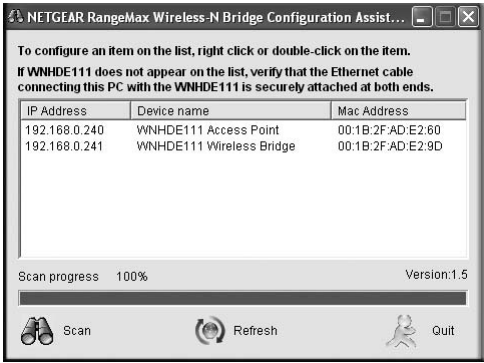 NETGEAR RangeMax Wireless-N Bridge Configuration Assist...
To configure an item on the list, right click or double-click on the item.
If WNHDE111 does not appear on the list, verify that the Ethernet cable
connecting this PC with the WNHDE111 is securely attached at both ends.
IP Address Device name Mac Address
192.168.0.240 WNHDE111 Access Point 00:1B:2F:AD:E2:60
192.168.0.241 WNHDE111 Wireless Bridge 00:1B:2F:AD:E2:9D
Scan progress 100% Version:1.5
Scan Refresh Quit